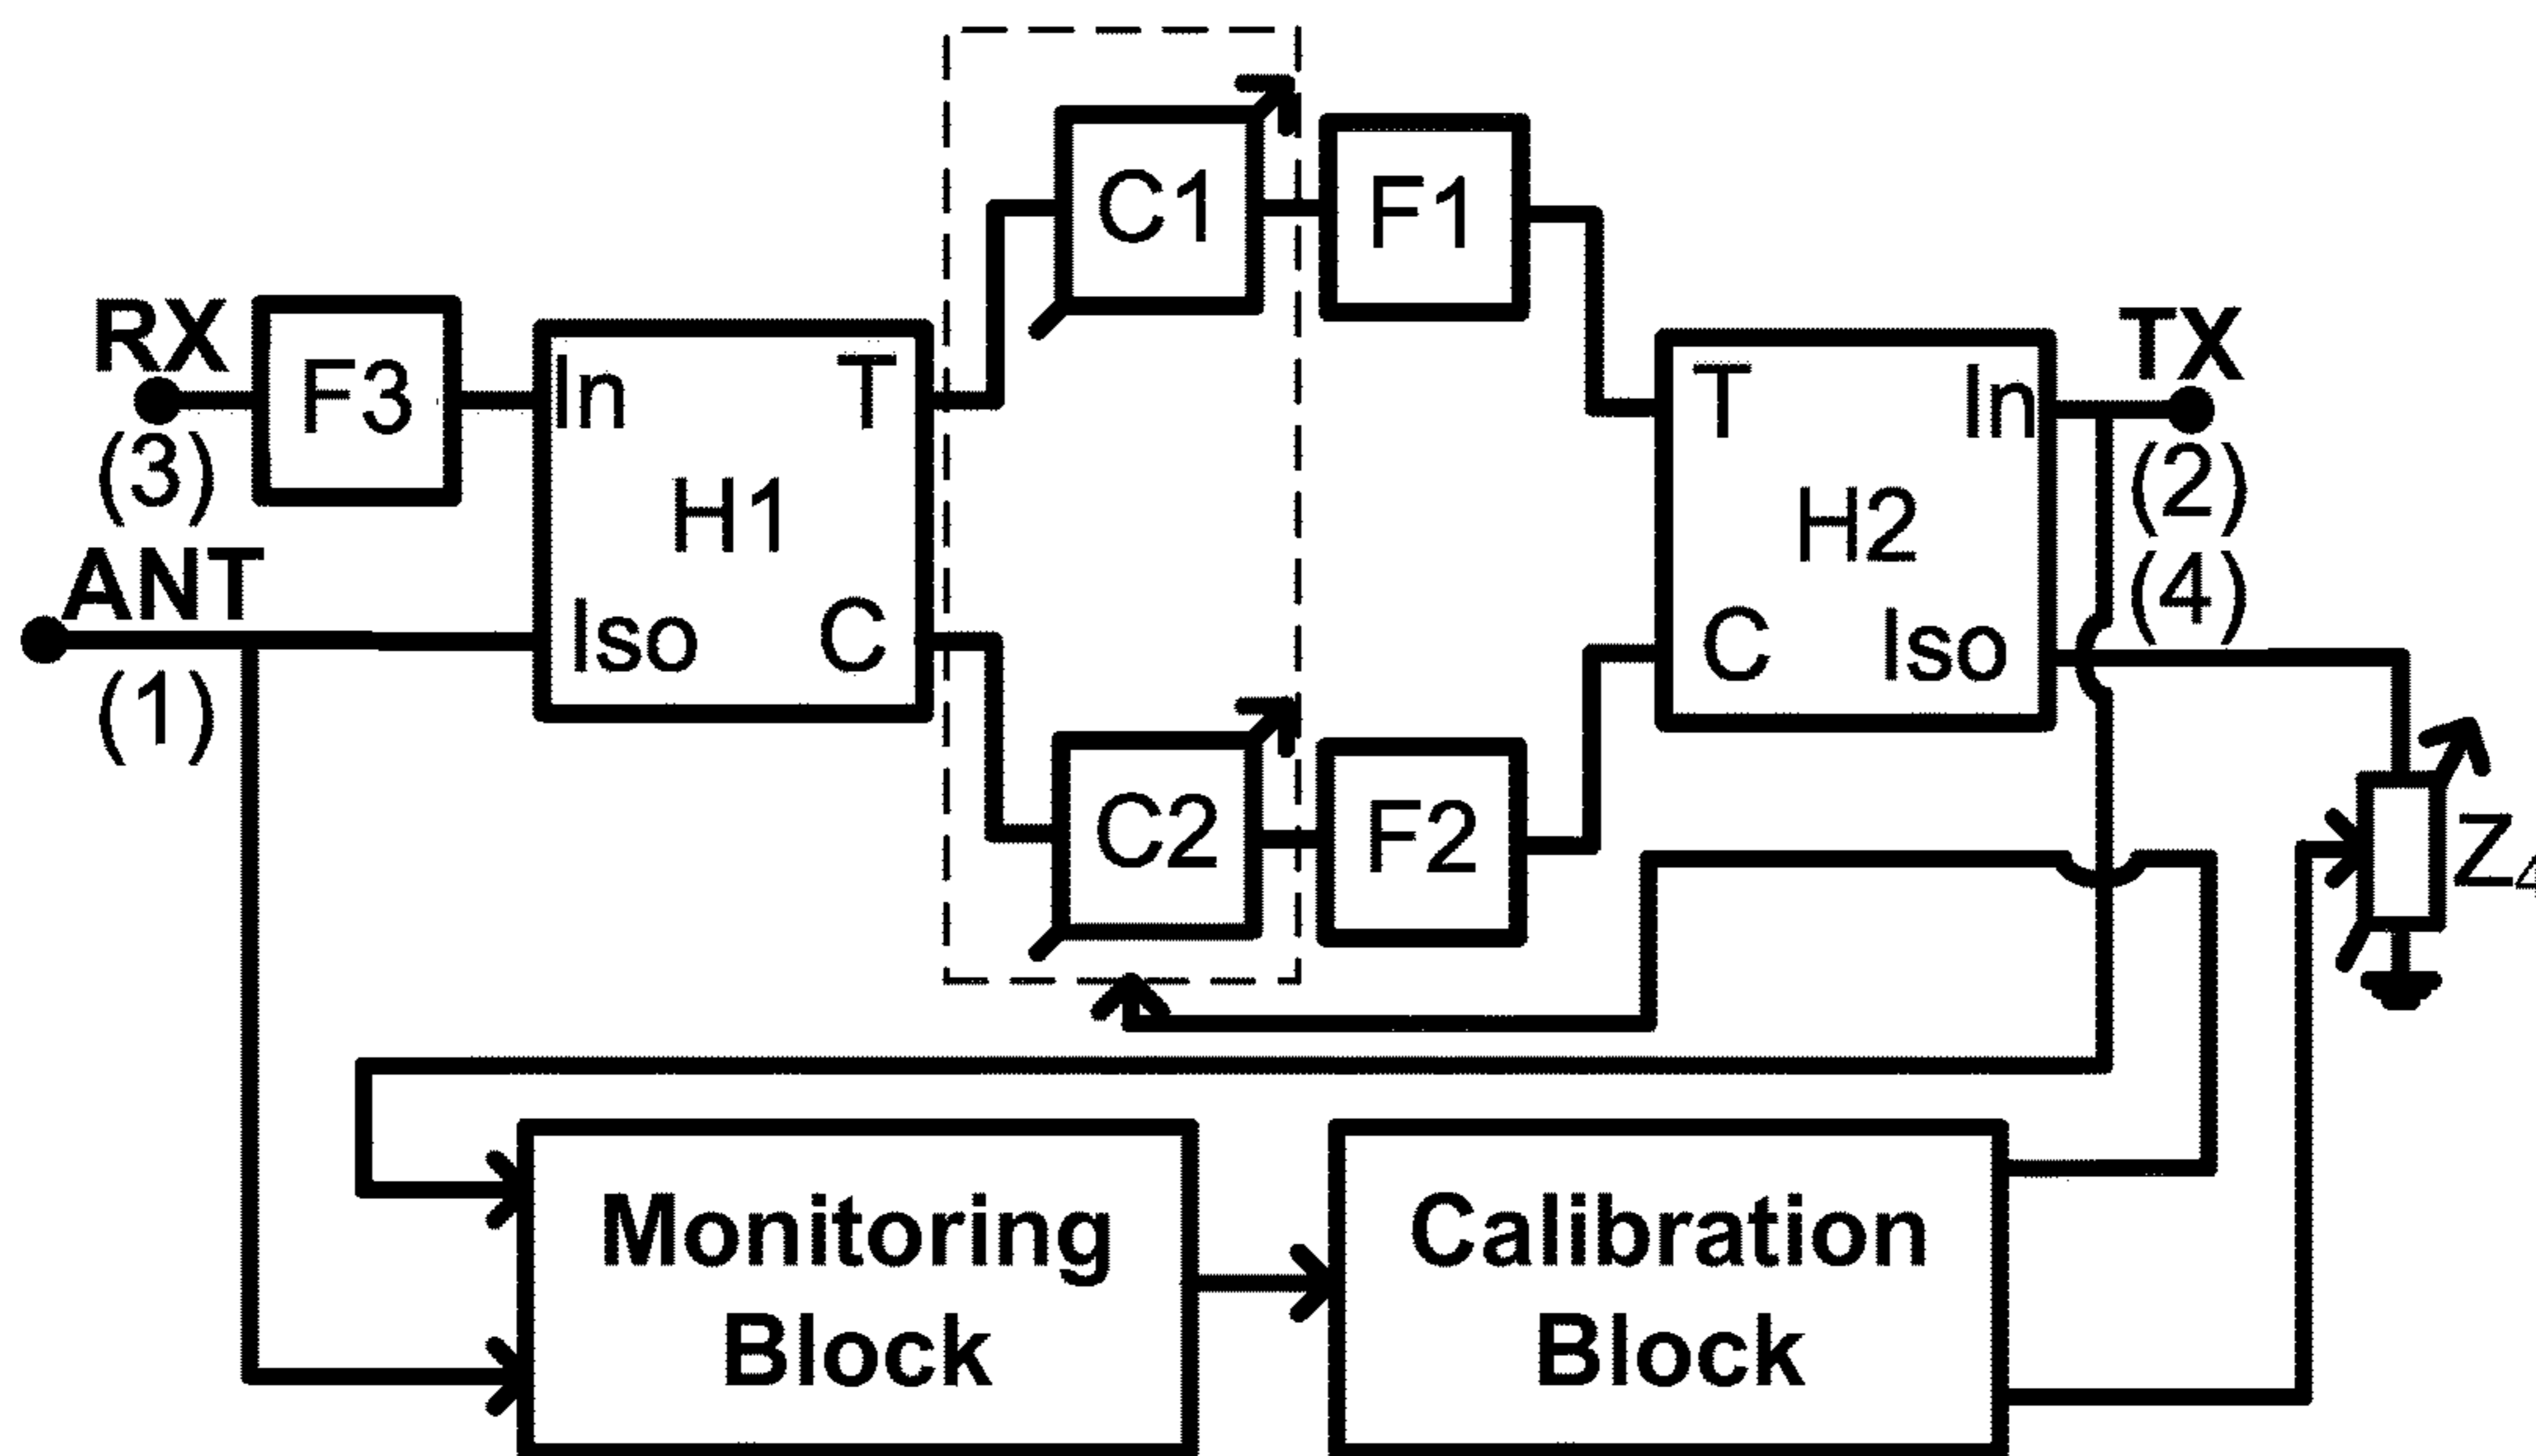 RX
(3)
F3
ANT
(1)
In
T
H1
Iso
C
C1
F1
C2
F2
T
In
H2
C
Iso
TX
(2)
(4)
Z4
Monitoring
Block
Calibration
Block